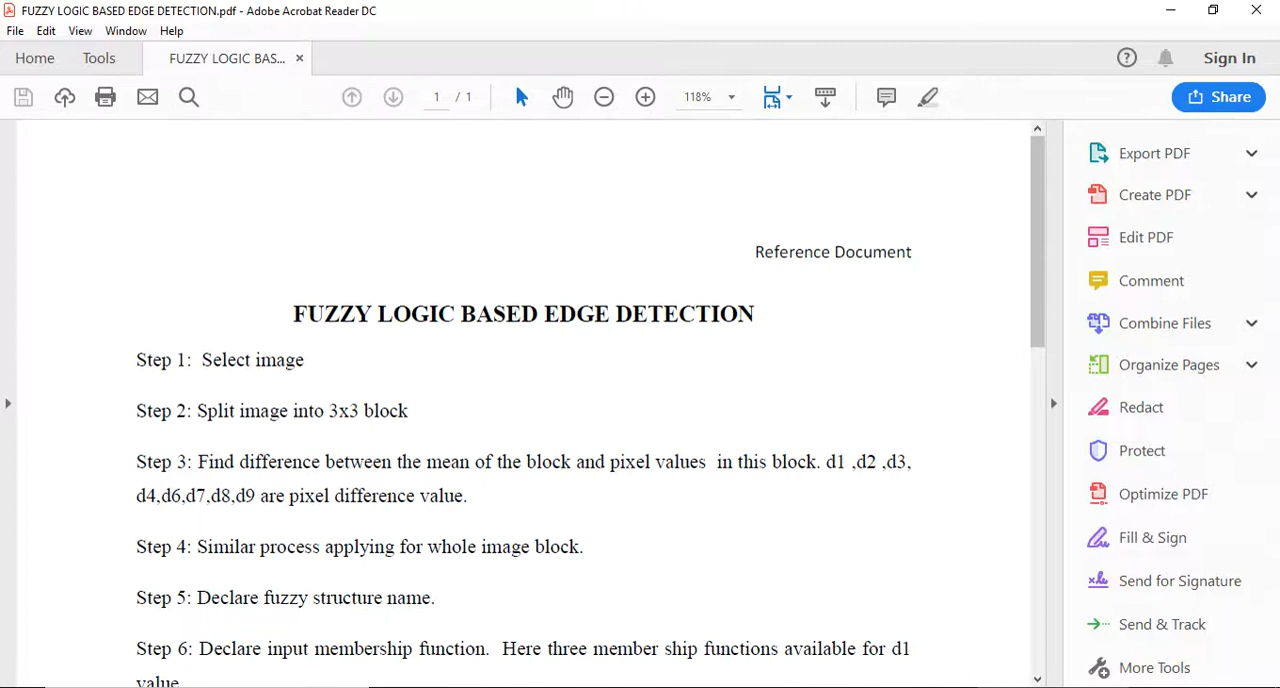 FUZZY LOGIC BASED EDGE DETECTION.pdf - Adobe Acrobat Reader DC
File Edit View Window Help
Home Tools FUZZY LOGIC BAS... ×
Sign In
1 / 1 118% Share
Reference Document
FUZZY LOGIC BASED EDGE DETECTION
Step 1: Select image
Step 2: Split image into 3x3 block
Step 3: Find difference between the mean of the block and pixel values in this block. d1 ,d2 ,d3,
d4,d6,d7,d8,d9 are pixel difference value.
Step 4: Similar process applying for whole image block.
Step 5: Declare fuzzy structure name.
Step 6: Declare input membership function. Here three member ship functions available for d1
value
Export PDF
Create PDF
Edit PDF
Comment
Combine Files
Organize Pages
Redact
Protect
Optimize PDF
Fill & Sign
Send for Signature
Send & Track
More Tools